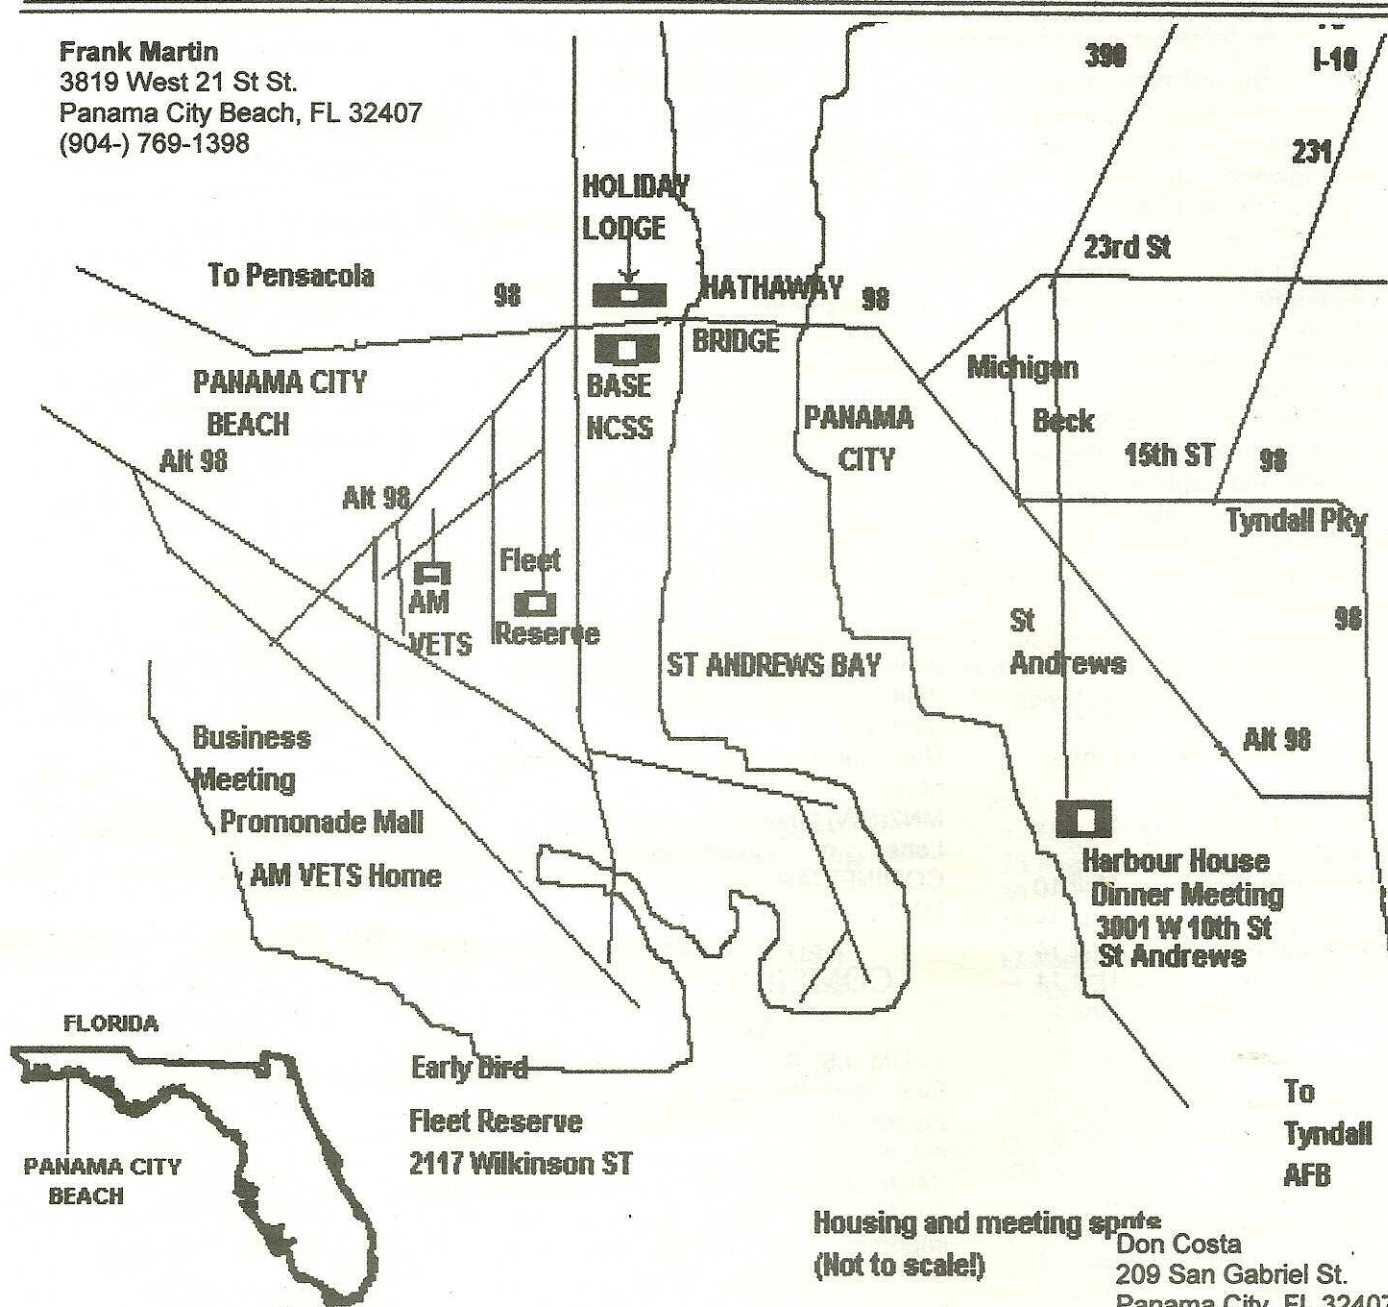 Frank Martin
3819 West 21 St St.
Panama City Beach, FL 32407
(904-) 769-1398
390
I-10
231
HOLIDAY
LODGE
23rd St
To Pensacola
98
HATHAWAY
98
BRIDGE
PANAMA CITY
BEACH
BASE
NCSS
Michigan
Beck
PANAMA
CITY
15th ST
98
Alt 98
Alt 98
Tyndall Pky
Fleet
Reserve
AM
VETS
98
St
Andrews
ST ANDREWS BAY
Business
Meeting
Promonade Mall
AM VETS Home
Alt 98
Harbour House
Dinner Meeting
3001 W 10th St
St Andrews
FLORIDA
PANAMA CITY
BEACH
Early Bird
Fleet Reserve
2117 Wilkinson ST
To
Tyndall
AFB
Housing and meeting spots
(Not to scale!)
Don Costa
209 San Gabriel St.
Panama City, FL 32407